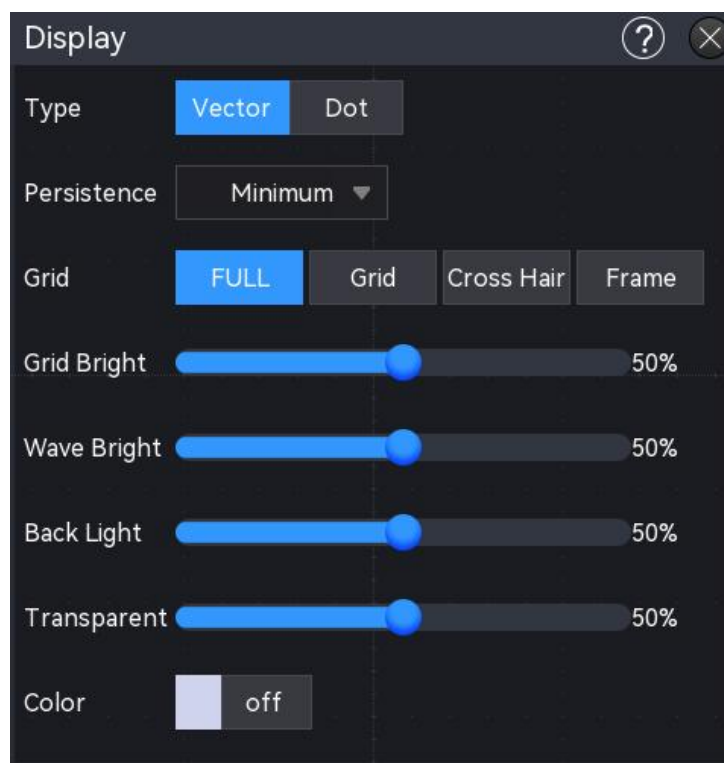 Display ?
Type Vector Dot
Persistence Minimum
Grid FULL Grid Cross Hair Frame
Grid Bright 50%
Wave Bright 50%
Back Light 50%
Transparent 50%
Color off